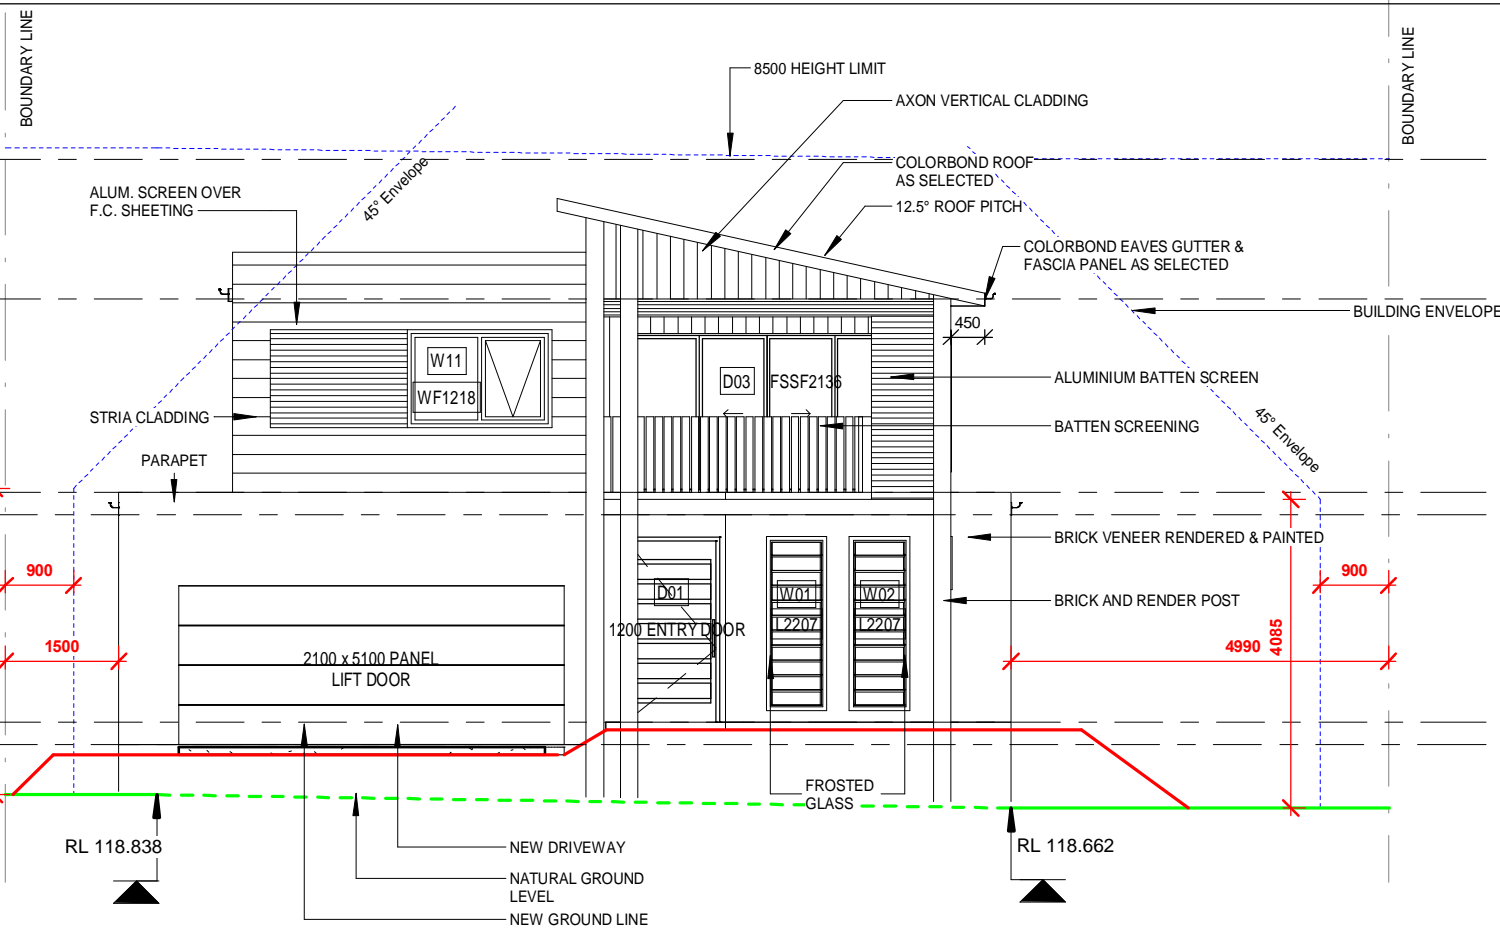 BOUNDARY LINE
BOUNDARY LINE
8500 HEIGHT LIMIT
AXON VERTICAL CLADDING
45° Envelope
COLORBOND ROOF
AS SELECTED
ALUM. SCREEN OVER
F.C. SHEETING
12.5° ROOF PITCH
COLORBOND EAVES GUTTER &
FASCIA PANEL AS SELECTED
BUILDING ENVELOPE
450
W11
WF1218
D03
FSSF2136
ALUMINIUM BATTEN SCREEN
STRIA CLADDING
BATTEN SCREENING
45° Envelope
PARAPET
BRICK VENEER RENDERED & PAINTED
900
900
D01
W01
W02
BRICK AND RENDER POST
1200 ENTRY DOOR
L2207
L2207
1500
4990
4085
2100 x 5100 PANEL
LIFT DOOR
FROSTED
GLASS
RL 118.838
RL 118.662
NEW DRIVEWAY
NATURAL GROUND
LEVEL
NEW GROUND LINE